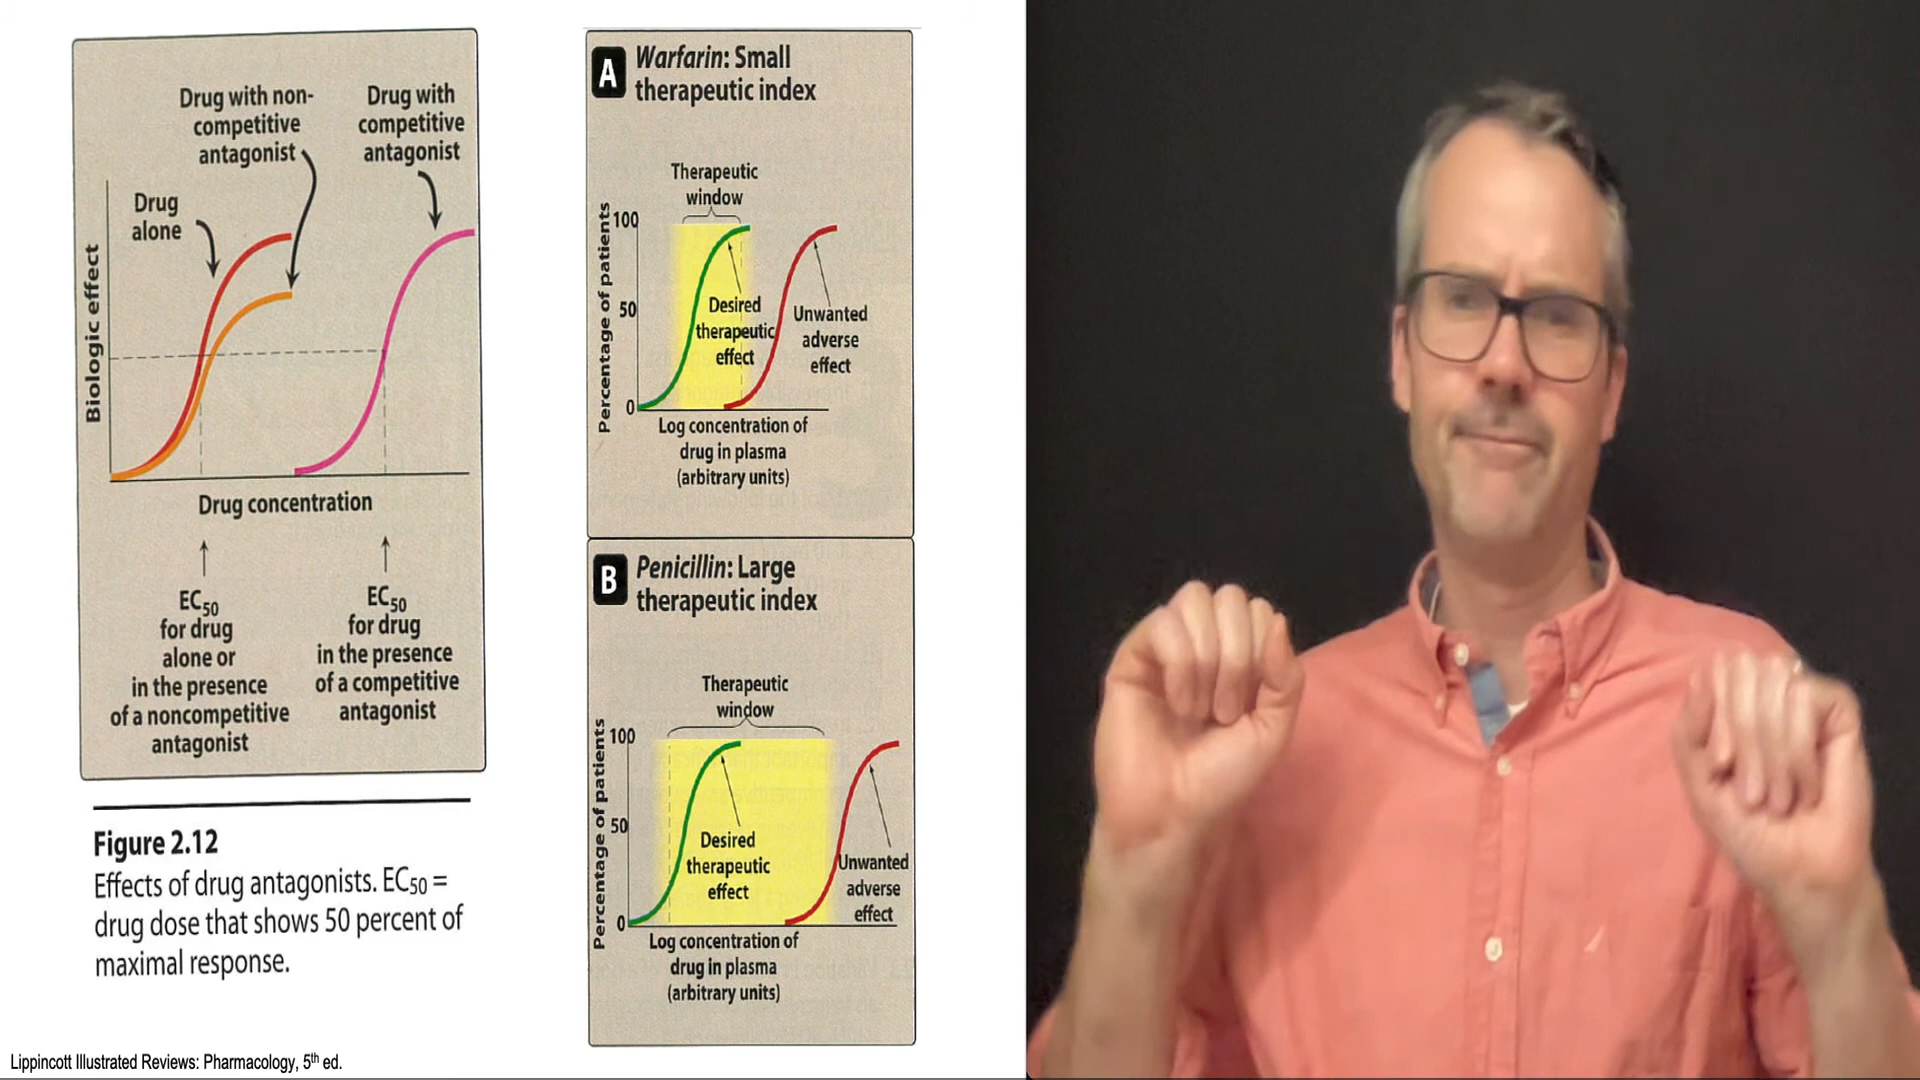 Drug with non-
competitive
antagonist
Drug with
competitive
antagonist
Drug
alone
Biologic effect
Drug concentration
EC50
for drug
alone or
in the presence
of a noncompetitive
antagonist
EC50
for drug
in the presence
of a competitive
antagonist
Figure 2.12
Effects of drug antagonists. EC50 =
drug dose that shows 50 percent of
maximal response.
A
Warfarin: Small
therapeutic index
Therapeutic
window
Percentage of patients
100
50
0
Desired
therapeutic
effect
Unwanted
adverse
effect
Log concentration of
drug in plasma
(arbitrary units)
B
Penicillin: Large
therapeutic index
Therapeutic
window
Percentage of patients
100
50
0
Desired
therapeutic
effect
Unwanted
adverse
effect
Log concentration of
drug in plasma
(arbitrary units)
Lippincott Illustrated Reviews: Pharmacology, 5th ed.